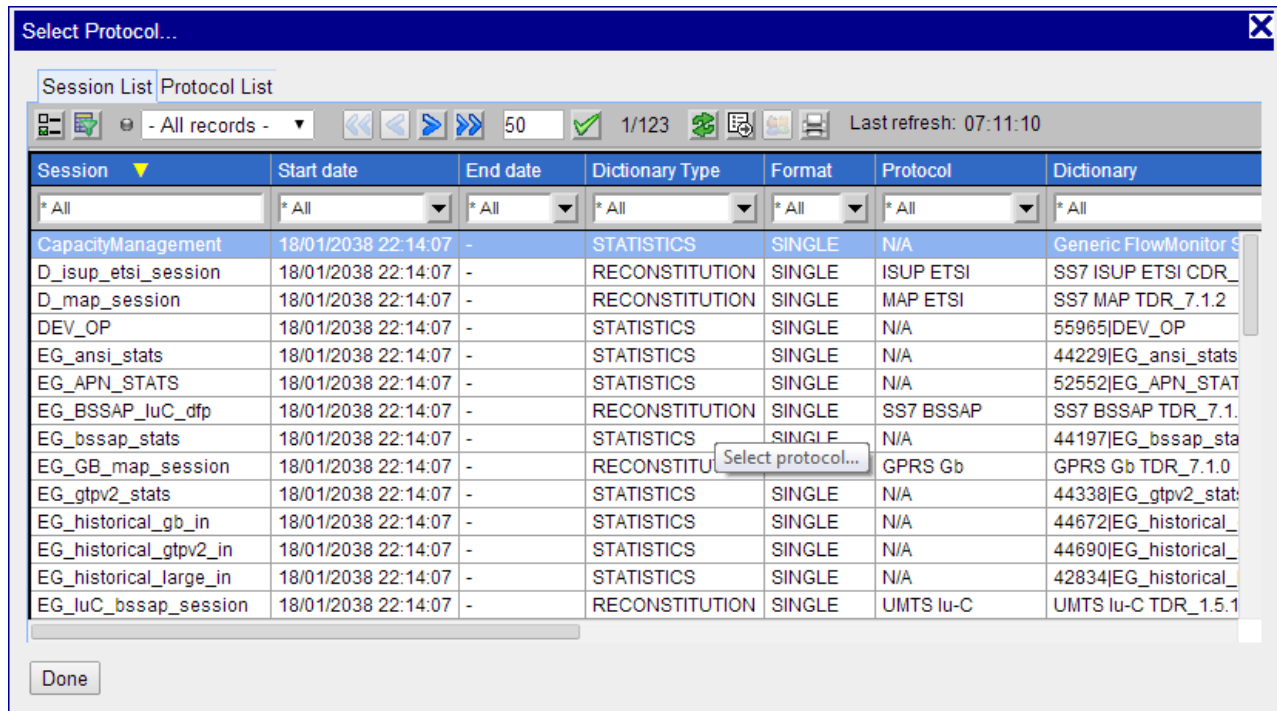 Select Protocol...
Session List Protocol List
- All records - 50 1/123 Last refresh: 07:11:10
Session Start date End date Dictionary Type Format Protocol Dictionary
* All * All * All * All * All * All * All
CapacityManagement 18/01/2038 22:14:07 - STATISTICS SINGLE N/A Generic FlowMonitor S
D_isup_etsi_session 18/01/2038 22:14:07 - RECONSTITUTION SINGLE ISUP ETSI SS7 ISUP ETSI CDR_
D_map_session 18/01/2038 22:14:07 - RECONSTITUTION SINGLE MAP ETSI SS7 MAP TDR_7.1.2
DEV_OP 18/01/2038 22:14:07 - STATISTICS SINGLE N/A 55965|DEV_OP
EG_ansi_stats 18/01/2038 22:14:07 - STATISTICS SINGLE N/A 44229|EG_ansi_stats
EG_APN_STATS 18/01/2038 22:14:07 - STATISTICS SINGLE N/A 52552|EG_APN_STAT
EG_BSSAP_IuC_dfp 18/01/2038 22:14:07 - RECONSTITUTION SINGLE SS7 BSSAP SS7 BSSAP TDR_7.1.
EG_bssap_stats 18/01/2038 22:14:07 - STATISTICS SINGLE N/A 44197|EG_bssap_sta
EG_GB_map_session 18/01/2038 22:14:07 - RECONSTITU Select protocol... GPRS Gb GPRS Gb TDR_7.1.0
EG_gtpv2_stats 18/01/2038 22:14:07 - STATISTICS SINGLE N/A 44338|EG_gtpv2_stat
EG_historical_gb_in 18/01/2038 22:14:07 - STATISTICS SINGLE N/A 44672|EG_historical_
EG_historical_gtpv2_in 18/01/2038 22:14:07 - STATISTICS SINGLE N/A 44690|EG_historical_
EG_historical_large_in 18/01/2038 22:14:07 - STATISTICS SINGLE N/A 42834|EG_historical_
EG_IuC_bssap_session 18/01/2038 22:14:07 - RECONSTITUTION SINGLE UMTS Iu-C UMTS Iu-C TDR_1.5.1
Done